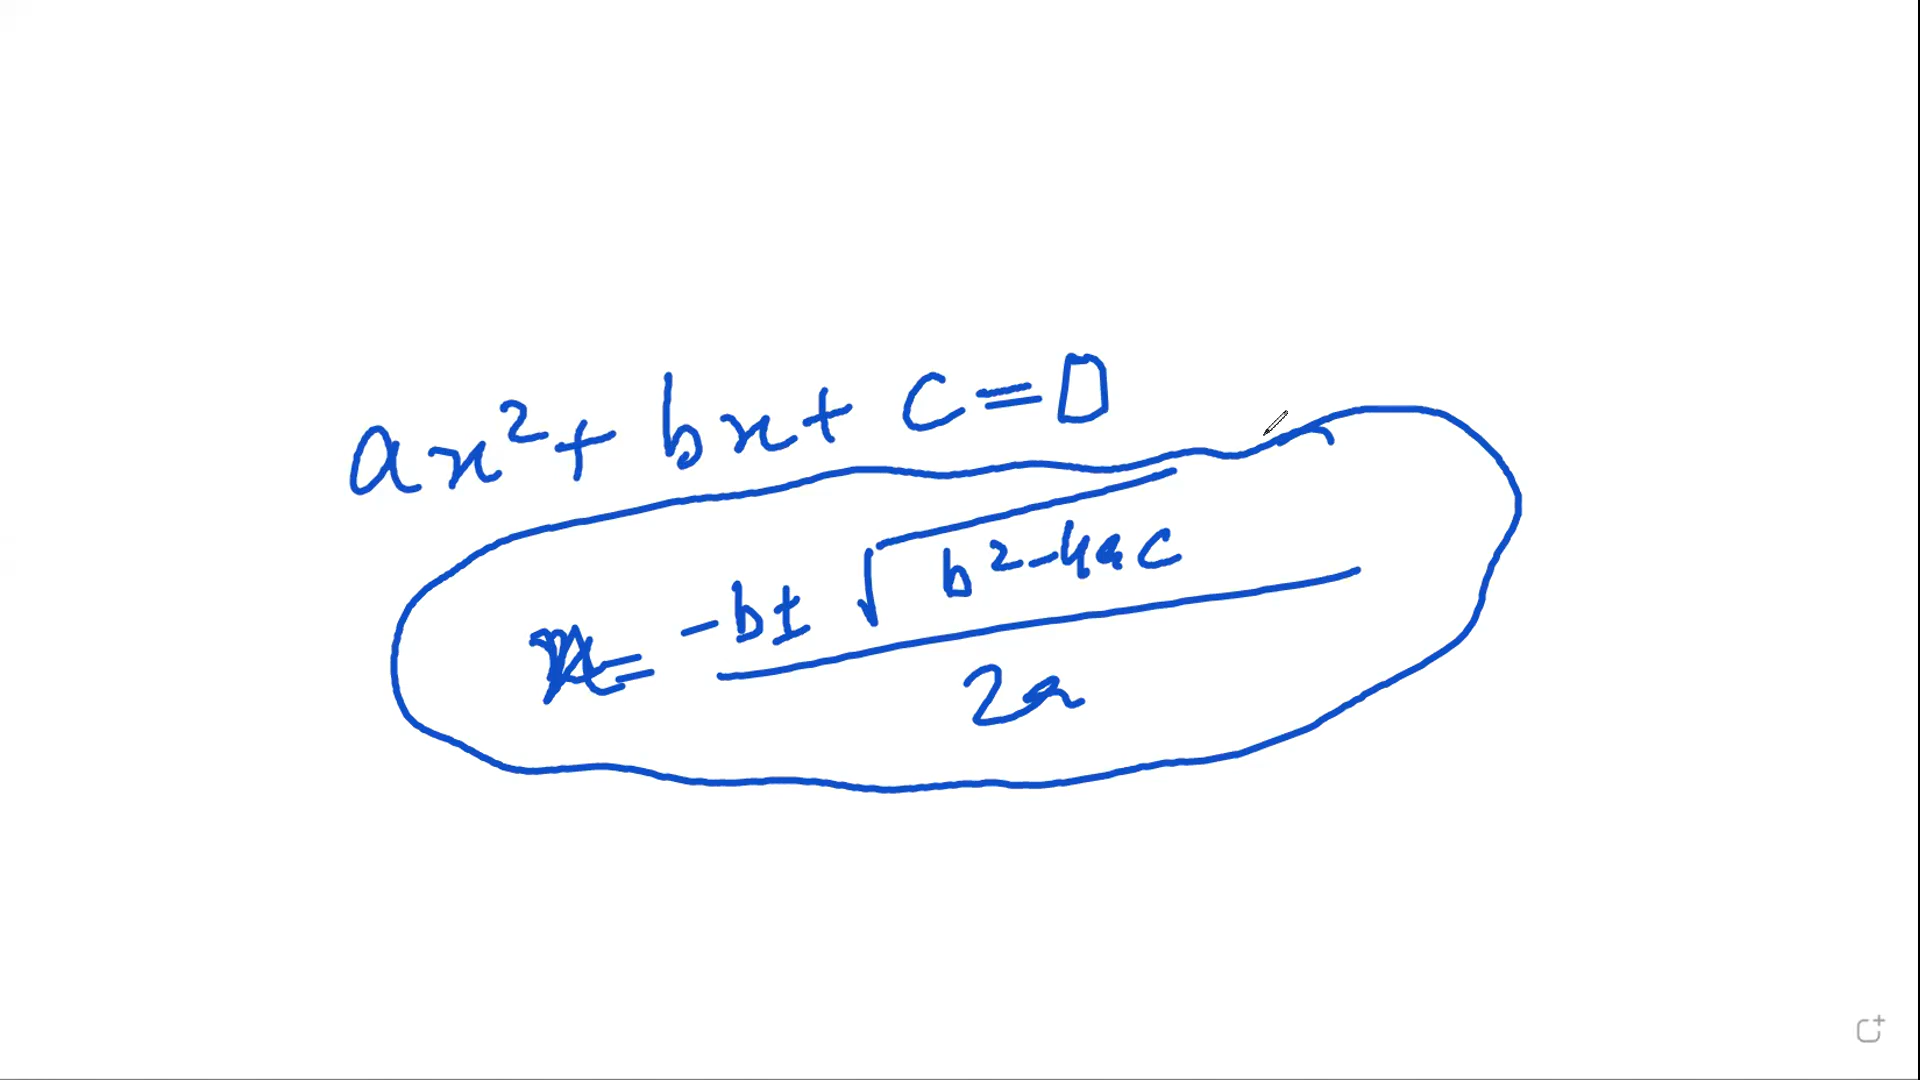 ax²+ bx+ c=0
x= -b± √b²-4ac
2a